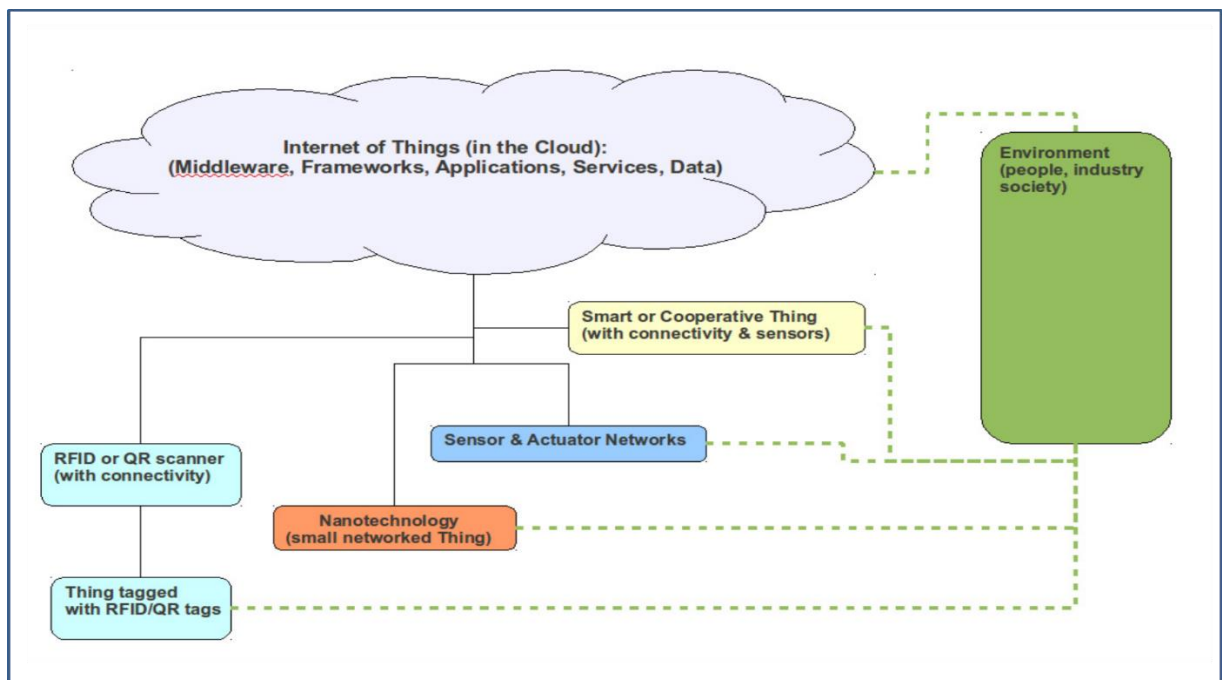 Internet of Things (in the Cloud):
(Middleware, Frameworks, Applications, Services, Data)
Environment
(people, industry
society)
Smart or Cooperative Thing
(with connectivity & sensors)
Sensor & Actuator Networks
RFID or QR scanner
(with connectivity)
Nanotechnology
(small networked Thing)
Thing tagged
with RFID/QR tags